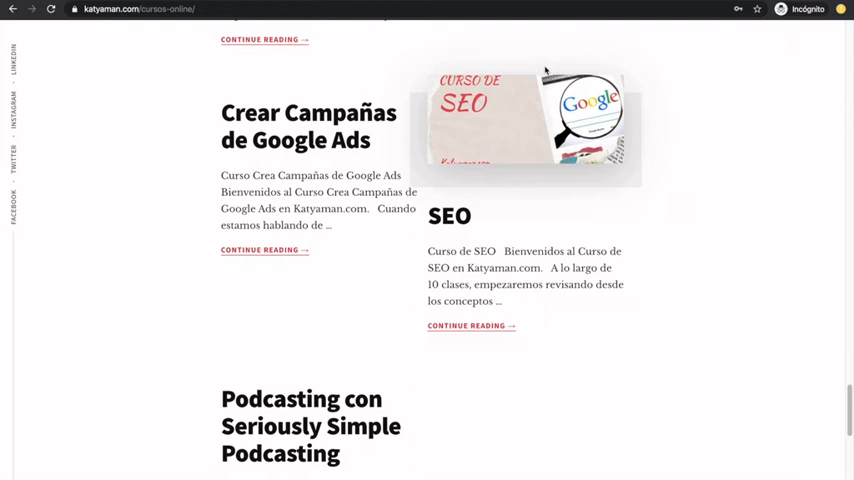 katyaman.com/cursos-online/
Incógnito
CONTINUE READING →
LINKEDIN
INSTAGRAM
TWITTER
FACEBOOK
Crear Campañas
de Google Ads
Curso Crea Campañas de Google Ads
Bienvenidos al Curso Crea Campañas de
Google Ads en Katyaman.com. Cuando
estamos hablando de ...
CONTINUE READING →
CURSO DE
SEO
Google
SEO
Curso de SEO Bienvenidos al Curso de
SEO en Katyaman.com. A lo largo de
10 clases, empezaremos revisando desde
los conceptos ...
CONTINUE READING →
Podcasting con
Seriously Simple
Podcasting